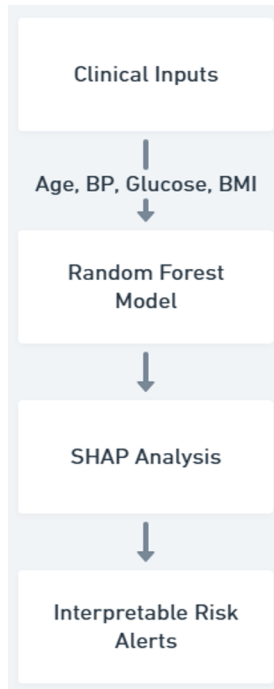 Clinical Inputs
Age, BP, Glucose, BMI
Random Forest
Model
SHAP Analysis
Interpretable Risk
Alerts